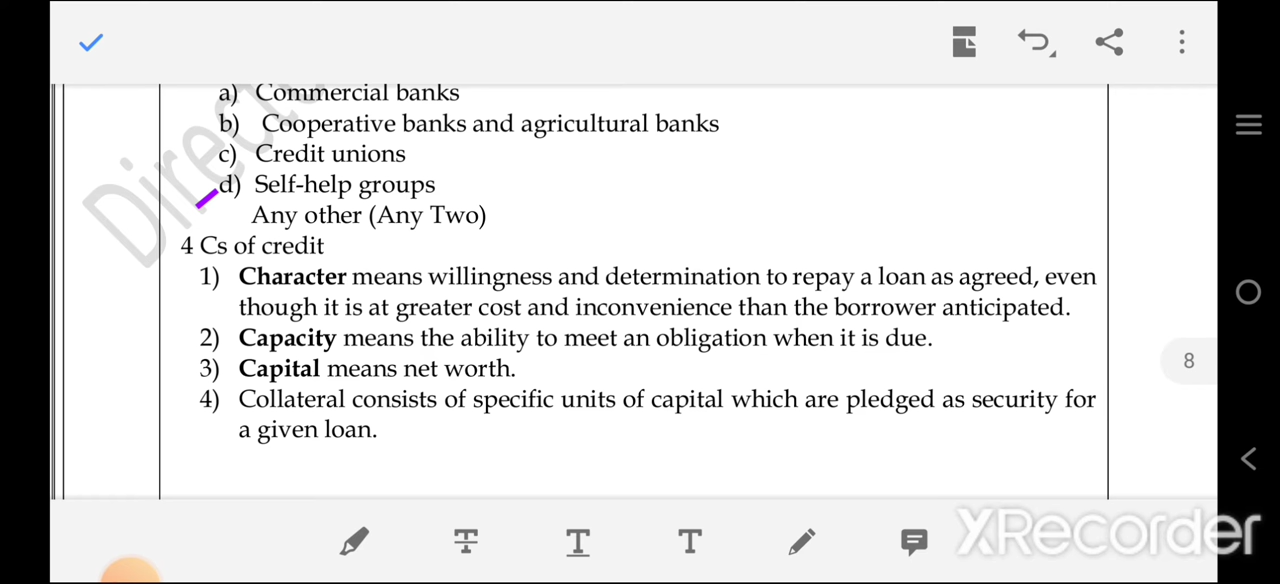 a) Commercial banks
b) Cooperative banks and agricultural banks
c) Credit unions
d) Self-help groups
Any other (Any Two)
4 Cs of credit
1) Character means willingness and determination to repay a loan as agreed, even
though it is at greater cost and inconvenience than the borrower anticipated.
2) Capacity means the ability to meet an obligation when it is due.
3) Capital means net worth.
4) Collateral consists of specific units of capital which are pledged as security for
a given loan.
8
T T T
XRecorder